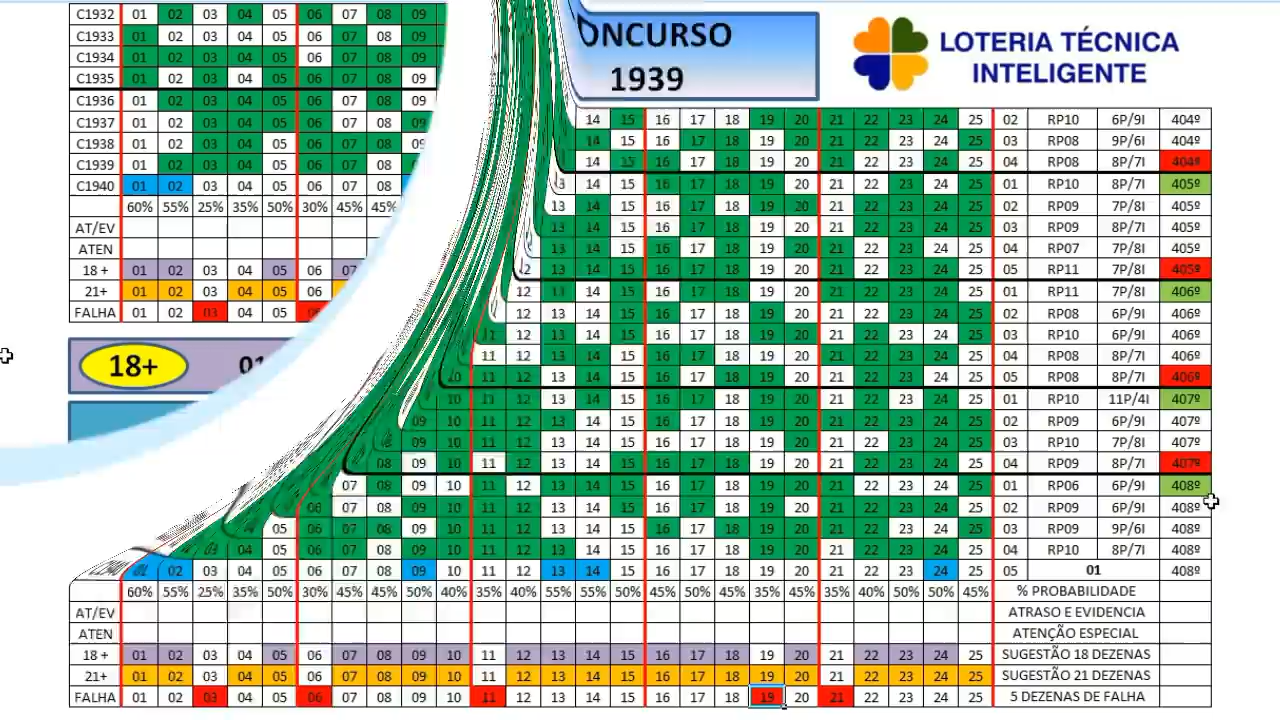 C1932 01 02 03 04 05 06 07 08 09
C1933 01 02 03 04 05 06 07 08 09
C1934 01 02 03 04 05 06 07 08 09
C1935 01 02 03 04 05 06 07 08 09
C1936 01 02 03 04 05 06 07 08 09
C1937 01 02 03 04 05 06 07 08 09
C1938 01 02 03 04 05 06 07 08
C1939 01 02 03 04 05 06 07 08
C1940 01 02 03 04 05 06 07 08
60% 55% 25% 35% 50% 30% 45% 45%
AT/EV
ATEN
18 + 01 02 03 04 05 06 07
21+ 01 02 03 04 05 06
FALHA 01 02 03 04 05 06
18+ 01
ONCURSO
1939
LOTERIA TÉCNICA
INTELIGENTE
14 15 16 17 18 19 20 21 22 23 24 25 02 RP10 6P/9I 404º
14 15 16 17 18 19 20 21 22 23 24 25 03 RP08 9P/6I 404º
14 15 16 17 18 19 20 21 22 23 24 25 04 RP08 8P/7I 404º
14 15 16 17 18 19 20 21 22 23 24 25 01 RP10 8P/7I 405º
13 14 15 16 17 18 19 20 21 22 23 24 25 02 RP09 7P/8I 405º
13 14 15 16 17 18 19 20 21 22 23 24 25 03 RP09 8P/7I 405º
13 14 15 16 17 18 19 20 21 22 23 24 25 04 RP07 7P/8I 405º
13 14 15 16 17 18 19 20 21 22 23 24 25 05 RP11 7P/8I 405º
12 13 14 15 16 17 18 19 20 21 22 23 24 25 01 RP11 7P/8I 406º
12 13 14 15 16 17 18 19 20 21 22 23 24 25 02 RP08 6P/9I 406º
12 13 14 15 16 17 18 19 20 21 22 23 24 25 03 RP10 6P/9I 406º
11 12 13 14 15 16 17 18 19 20 21 22 23 24 25 04 RP08 8P/7I 406º
10 11 12 13 14 15 16 17 18 19 20 21 22 23 24 25 05 RP08 8P/7I 406º
10 11 12 13 14 15 16 17 18 19 20 21 22 23 24 25 01 RP10 11P/4I 407º
09 10 11 12 13 14 15 16 17 18 19 20 21 22 23 24 25 02 RP09 6P/9I 407º
09 10 11 12 13 14 15 16 17 18 19 20 21 22 23 24 25 03 RP10 7P/8I 407º
08 09 10 11 12 13 14 15 16 17 18 19 20 21 22 23 24 25 04 RP09 8P/7I 407º
07 08 09 10 11 12 13 14 15 16 17 18 19 20 21 22 23 24 25 01 RP06 6P/9I 408º
06 07 08 09 10 11 12 13 14 15 16 17 18 19 20 21 22 23 24 25 02 RP09 6P/9I 408º
05 06 07 08 09 10 11 12 13 14 15 16 17 18 19 20 21 22 23 24 25 03 RP09 9P/6I 408º
04 05 06 07 08 09 10 11 12 13 14 15 16 17 18 19 20 21 22 23 24 25 04 RP10 8P/7I 408º
01 02 03 04 05 06 07 08 09 10 11 12 13 14 15 16 17 18 19 20 21 22 23 24 25 05 01 408º
60% 55% 25% 35% 50% 30% 45% 45% 50% 50% 35% 40% 55% 55% 50% 45% 50% 45% 35% 45% 35% 40% 50% 50% 45% % PROBABILIDADE
AT/EV ATRASO E EVIDENCIA
ATEN ATENÇÃO ESPECIAL
18 + 01 02 03 04 05 06 07 08 09 10 11 12 13 14 15 16 17 18 19 20 21 22 23 24 25 SUGESTÃO 18 DEZENAS
21+ 01 02 03 04 05 06 07 08 09 10 11 12 13 14 15 16 17 18 19 20 21 22 23 24 25 SUGESTÃO 21 DEZENAS
FALHA 01 02 03 04 05 06 07 08 09 10 11 12 13 14 15 16 17 18 19 20 21 22 23 24 25 5 DEZENAS DE FALHA